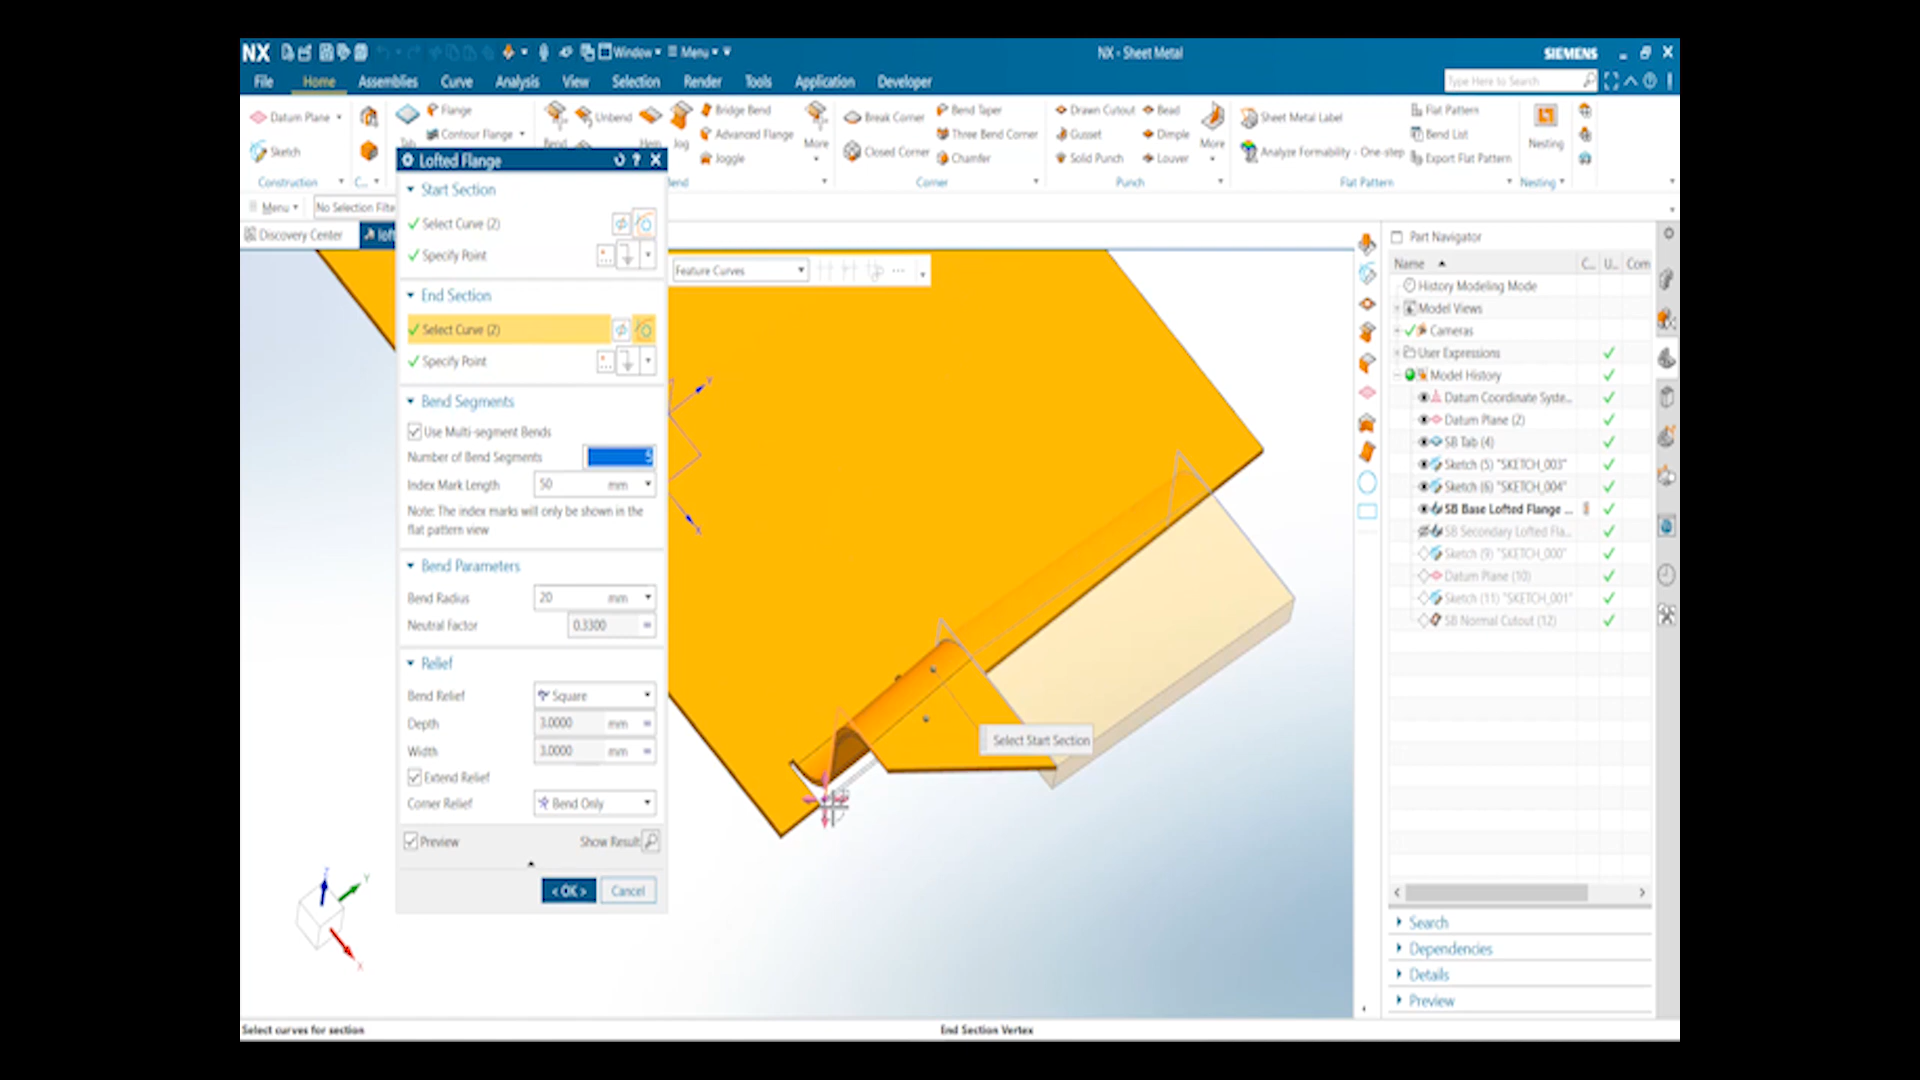 NX
Window
Menu
NX - Sheet Metal
SIEMENS
File
Home
Assemblies
Curve
Analysis
View
Selection
Render
Tools
Application
Developer
Type Here to Search
Datum Plane
Sketch
Construction
C...
Tab
Flange
Contour Flange
Bend
Unbend
Hem
Jog
Bridge Bend
Advanced Flange
Joggle
More
Break Corner
Closed Corner
Bend Taper
Three Bend Corner
Chamfer
Corner
Drawn Cutout
Gusset
Solid Punch
Bead
Dimple
Louver
More
Punch
Sheet Metal Label
Analyze Formability - One-step
Flat Pattern
Bend List
Export Flat Pattern
Flat Pattern
Nesting
Nesting
Menu
No Selection Filte
Discovery Center
Feature Curves
Lofted Flange
Start Section
Select Curve (2)
Specify Point
End Section
Select Curve (2)
Specify Point
Bend Segments
Use Multi-segment Bends
Number of Bend Segments
5
Index Mark Length
50 mm
Note: The index marks will only be shown in the
flat pattern view
Bend Parameters
Bend Radius
20 mm
Neutral Factor
0.3300
Relief
Bend Relief
Square
Depth
3.0000 mm
Width
3.0000 mm
Extend Relief
Corner Relief
Bend Only
Preview
Show Result
< OK >
Cancel
Select Start Section
X
Y
Z
Part Navigator
Name
C...
U...
Com
History Modeling Mode
Model Views
Cameras
User Expressions
Model History
Datum Coordinate Syste...
Datum Plane (2)
SB Tab (4)
Sketch (5) "SKETCH_003"
Sketch (6) "SKETCH_004"
SB Base Lofted Flange ...
SB Secondary Lofted Fla...
Sketch (9) "SKETCH_000"
Datum Plane (10)
Sketch (11) "SKETCH_001"
SB Normal Cutout (12)
Search
Dependencies
Details
Preview
Select curves for section
End Section Vertex